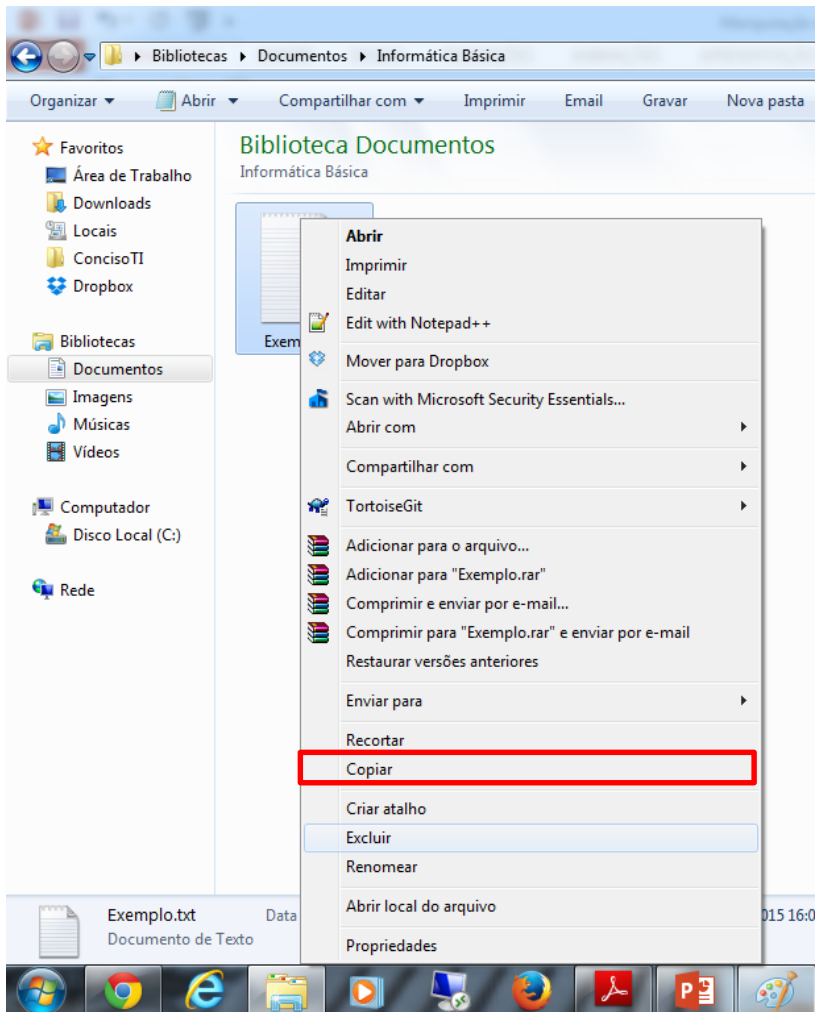 Bibliotecas Documentos Informática Básica
Organizar Abrir Compartilhar com Imprimir Email Gravar Nova pasta
Favoritos
Área de Trabalho
Downloads
Locais
ConcisoTI
Dropbox
Bibliotecas
Documentos
Imagens
Músicas
Vídeos
Computador
Disco Local (C:)
Rede
Biblioteca Documentos
Informática Básica
Exem
Abrir
Imprimir
Editar
Edit with Notepad++
Mover para Dropbox
Scan with Microsoft Security Essentials...
Abrir com
Compartilhar com
TortoiseGit
Adicionar para o arquivo...
Adicionar para "Exemplo.rar"
Comprimir e enviar por e-mail...
Comprimir para "Exemplo.rar" e enviar por e-mail
Restaurar versões anteriores
Enviar para
Recortar
Copiar
Criar atalho
Excluir
Renomear
Abrir local do arquivo
Propriedades
Exemplo.txt Data 015 16:0
Documento de Texto